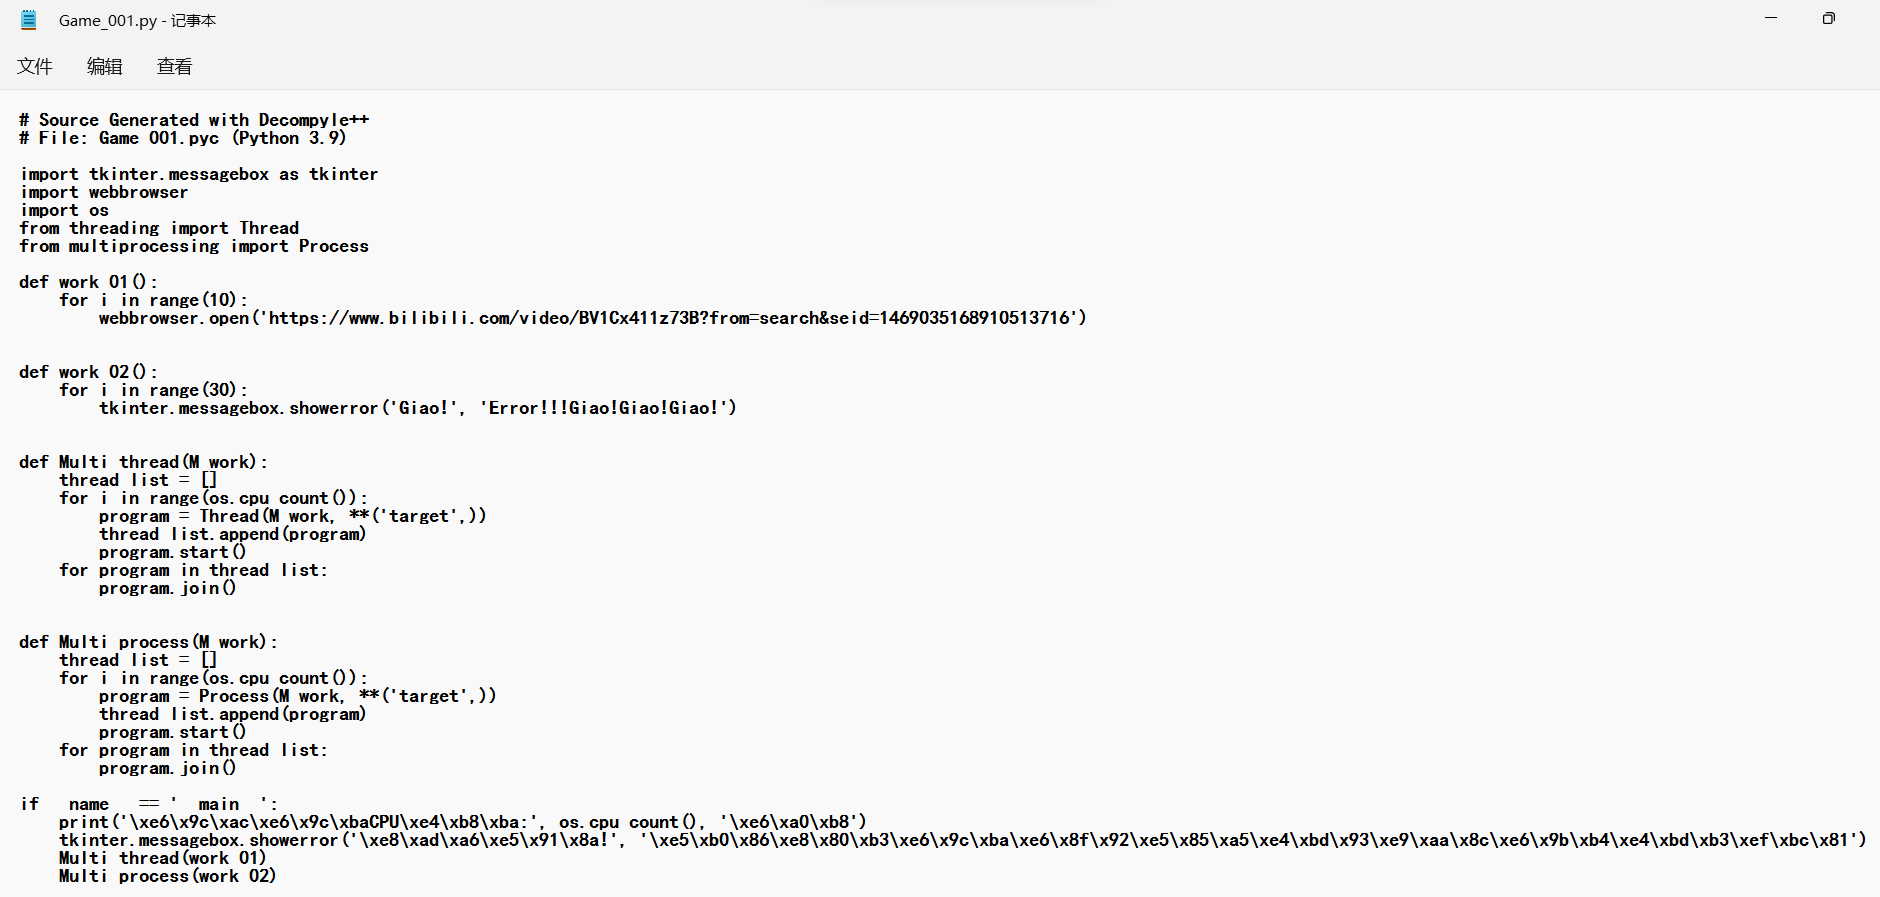 Game_001.py - 记事本
文件 编辑 查看
# Source Generated with Decompyle++
# File: Game 001.pyc (Python 3.9)
import tkinter.messagebox as tkinter
import webbrowser
import os
from threading import Thread
from multiprocessing import Process
def work 01():
for i in range(10):
webbrowser.open('https://www.bilibili.com/video/BV1Cx411z73B?from=search&seid=1469035168910513716')
def work 02():
for i in range(30):
tkinter.messagebox.showerror('Giao!', 'Error!!!Giao!Giao!Giao!')
def Multi thread(M work):
thread list = []
for i in range(os.cpu count()):
program = Thread(M work, **('target',))
thread list.append(program)
program.start()
for program in thread list:
program.join()
def Multi process(M work):
thread list = []
for i in range(os.cpu count()):
program = Process(M work, **('target',))
thread list.append(program)
program.start()
for program in thread list:
program.join()
if   name   == '  main  ':
print('\xe6\x9c\xac\xe6\x9c\xbaCPU\xe4\xb8\xba:', os.cpu count(), '\xe6\xa0\xb8')
tkinter.messagebox.showerror('\xe8\xad\xa6\xe5\x91\x8a!', '\xe5\xb0\x86\xe8\x80\xb3\xe6\x9c\xba\xe6\x8f\x92\xe5\x85\xa5\xe4\xbd\x93\xe9\xaa\x8c\xe6\x9b\xb4\xe4\xbd\xb3\xef\xbc\x81')
Multi thread(work 01)
Multi process(work 02)